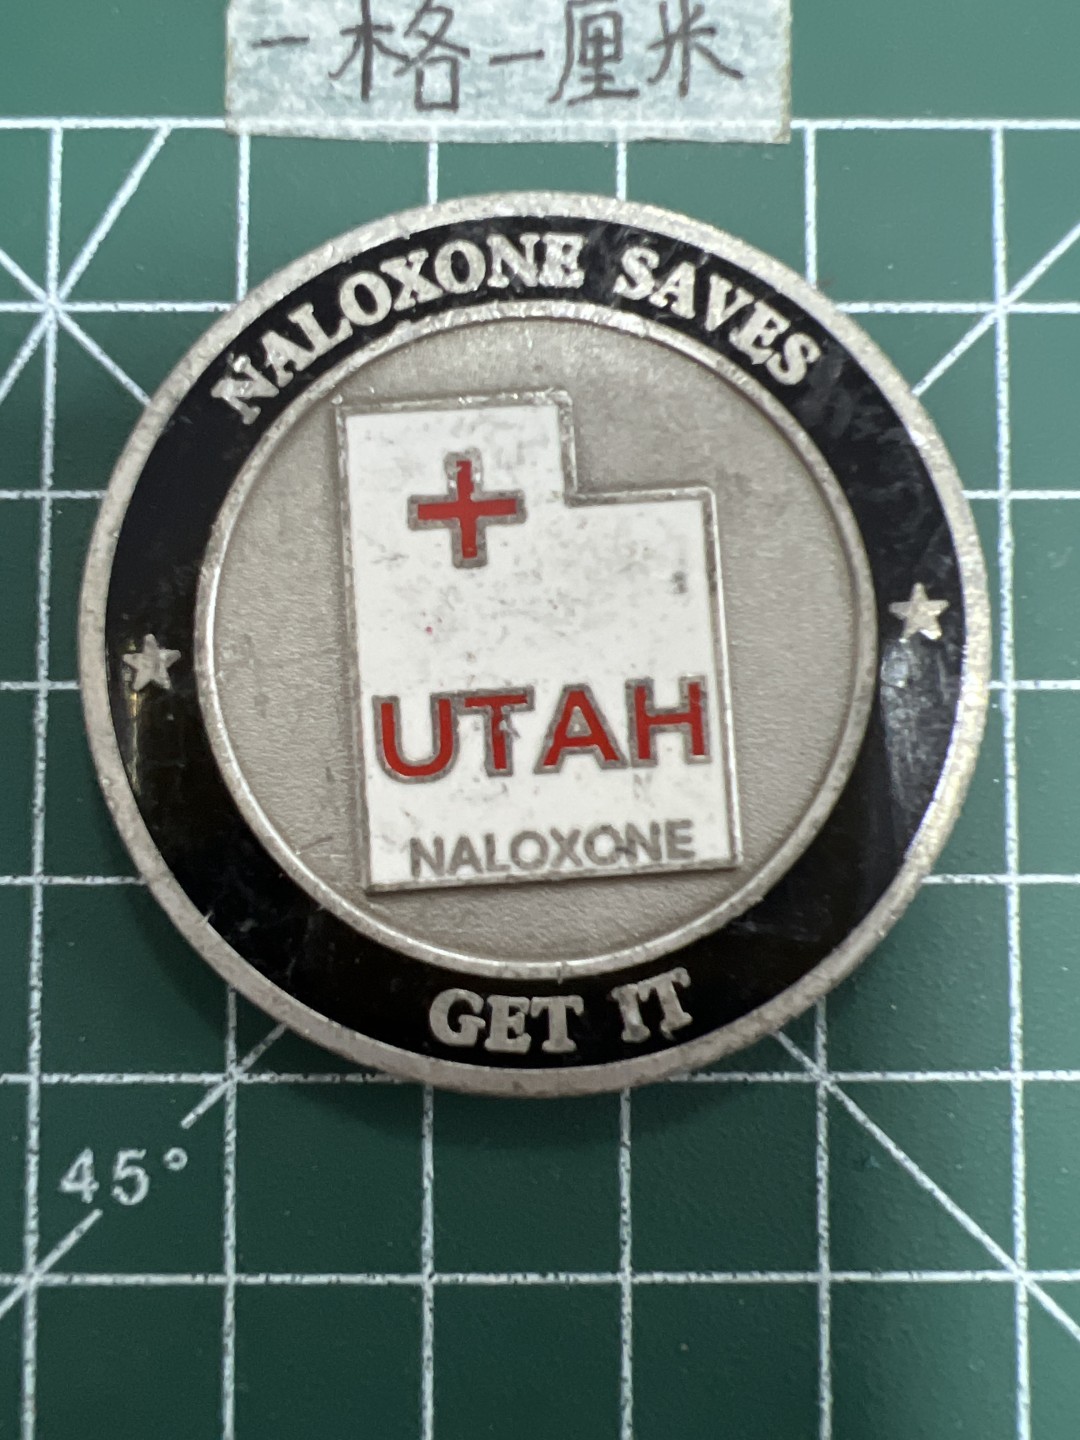 一格一厘米
NALOXONE SAVES
UTAH
NALOXONE
GET IT
45°